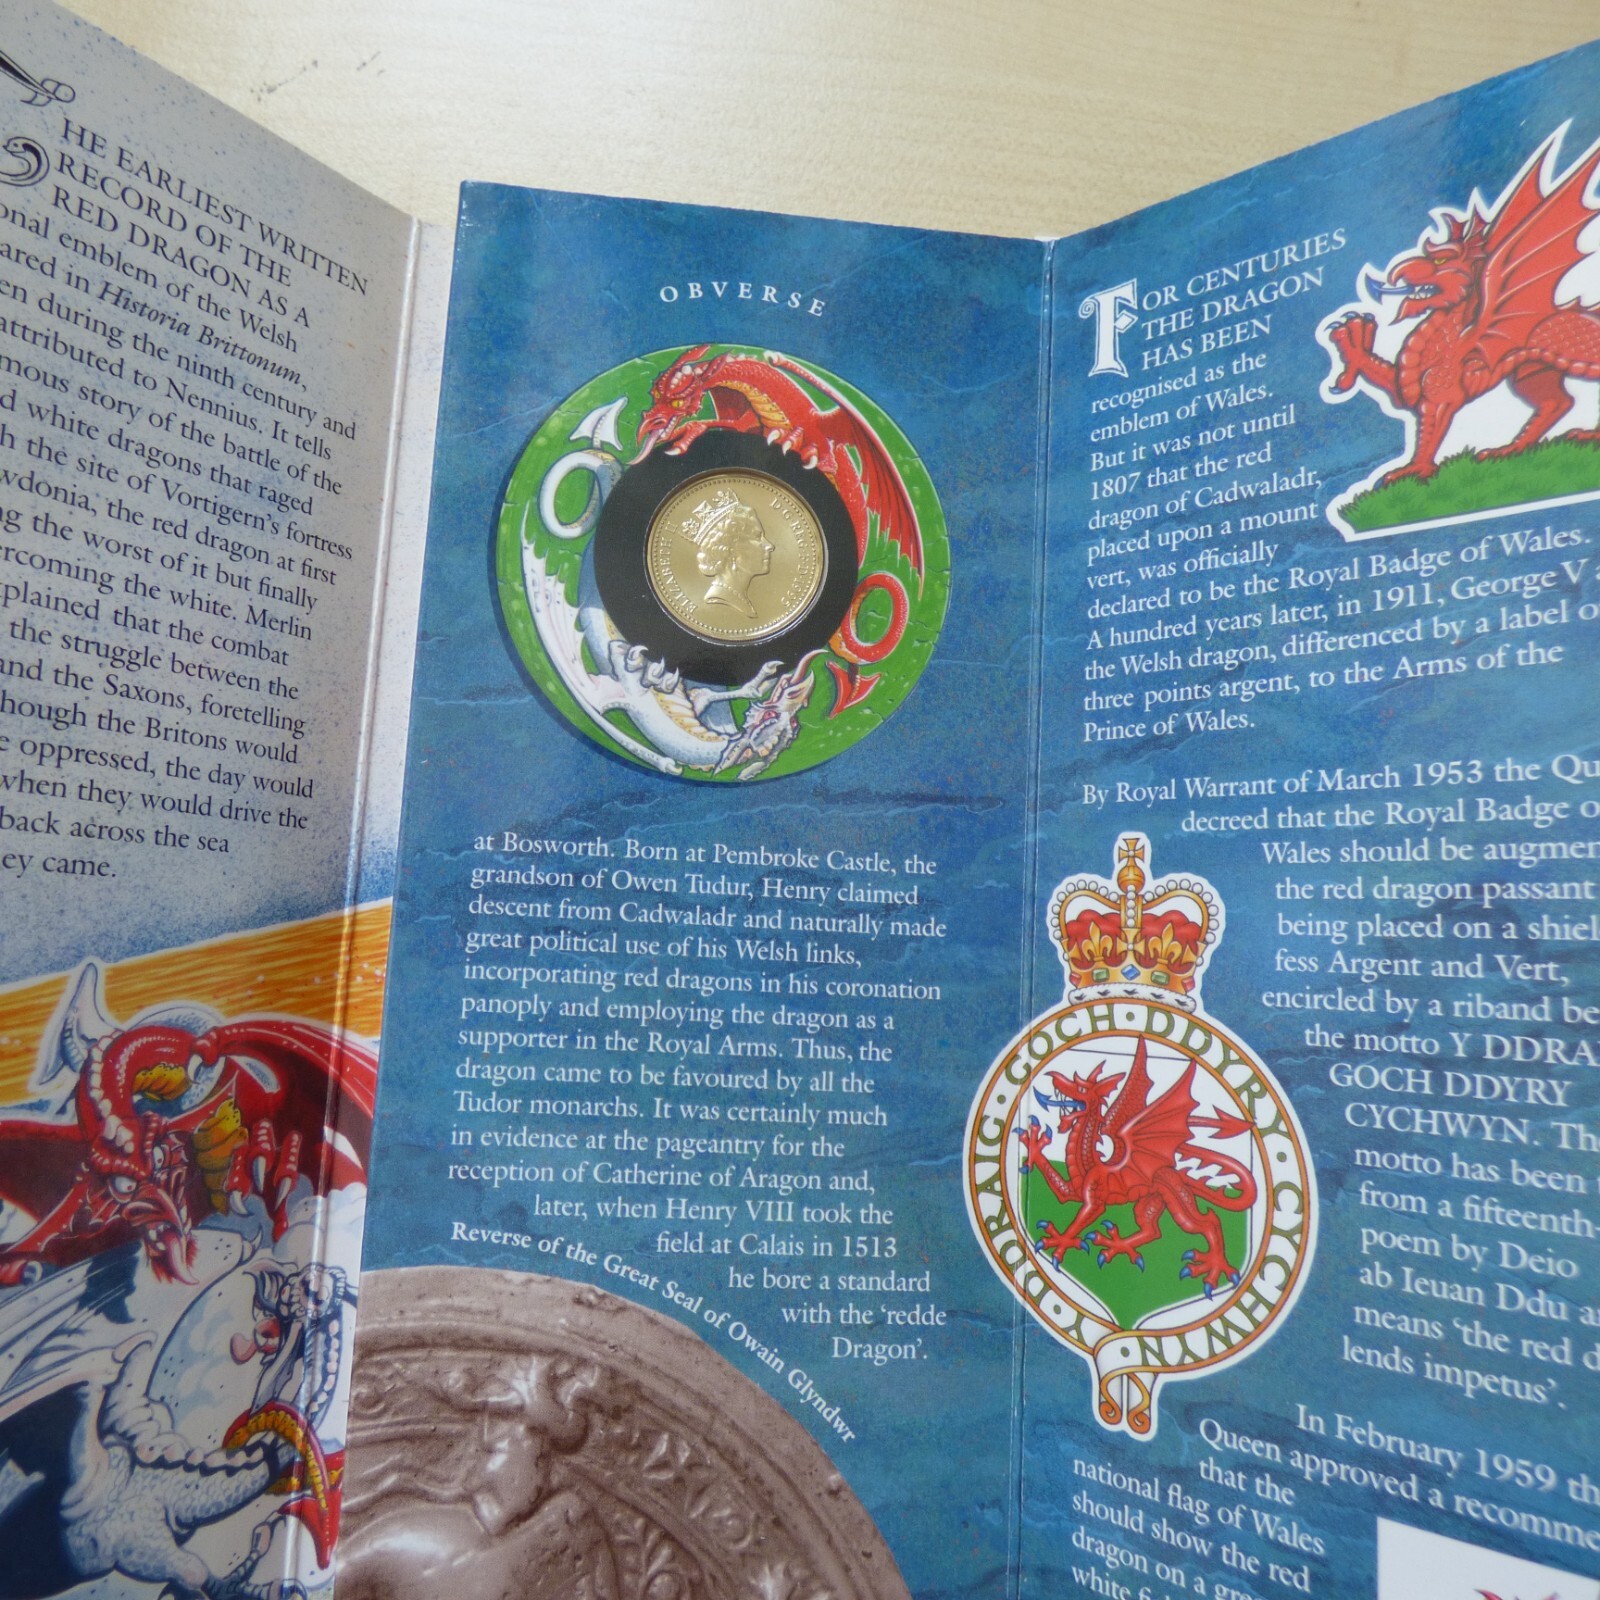 HE EARLIEST WRITTEN
RECORD OF THE
RED DRAGON AS A
onal emblem of the Welsh
ared in Historia Brittonum,
en during the ninth century and
attributed to Nennius. It tells
mous story of the battle of the
d white dragons that raged
h the site of Vortigern's fortress
wdonia, the red dragon at first
ng the worst of it but finally
ercoming the white. Merlin
plained that the combat
the struggle between the
and the Saxons, foretelling
hough the Britons would
e oppressed, the day would
when they would drive the
back across the sea
ey came.
OBVERSE
ELIZABETH II
at Bosworth. Born at Pembroke Castle, the
grandson of Owen Tudur, Henry claimed
descent from Cadwaladr and naturally made
great political use of his Welsh links,
incorporating red dragons in his coronation
panoply and employing the dragon as a
supporter in the Royal Arms. Thus, the
dragon came to be favoured by all the
Tudor monarchs. It was certainly much
in evidence at the pageantry for the
reception of Catherine of Aragon and,
later, when Henry VIII took the
field at Calais in 1513
he bore a standard
with the 'redde
Dragon'.
Reverse of the Great Seal of Owain Glyndwr
FOR CENTURIES
THE DRAGON
HAS BEEN
recognised as the
emblem of Wales.
But it was not until
1807 that the red
dragon of Cadwaladr,
placed upon a mount
vert, was officially
declared to be the Royal Badge of Wales.
A hundred years later, in 1911, George V a
the Welsh dragon, differenced by a label o
three points argent, to the Arms of the
Prince of Wales.
By Royal Warrant of March 1953 the Qu
decreed that the Royal Badge o
Wales should be augmen
the red dragon passant
being placed on a shiel
fess Argent and Vert,
encircled by a riband be
the motto Y DDRA
GOCH DDYRY
CYCHWYN. The
motto has been t
from a fifteenth-
poem by Deio
ab Ieuan Ddu a
means 'the red d
lends impetus'.
Y·DDRAIG·GOCH·DDYRY·CYCHWYN·
In February 1959 th
Queen approved a recomme
that the
national flag of Wales
should show the red
dragon on a gre
white fi